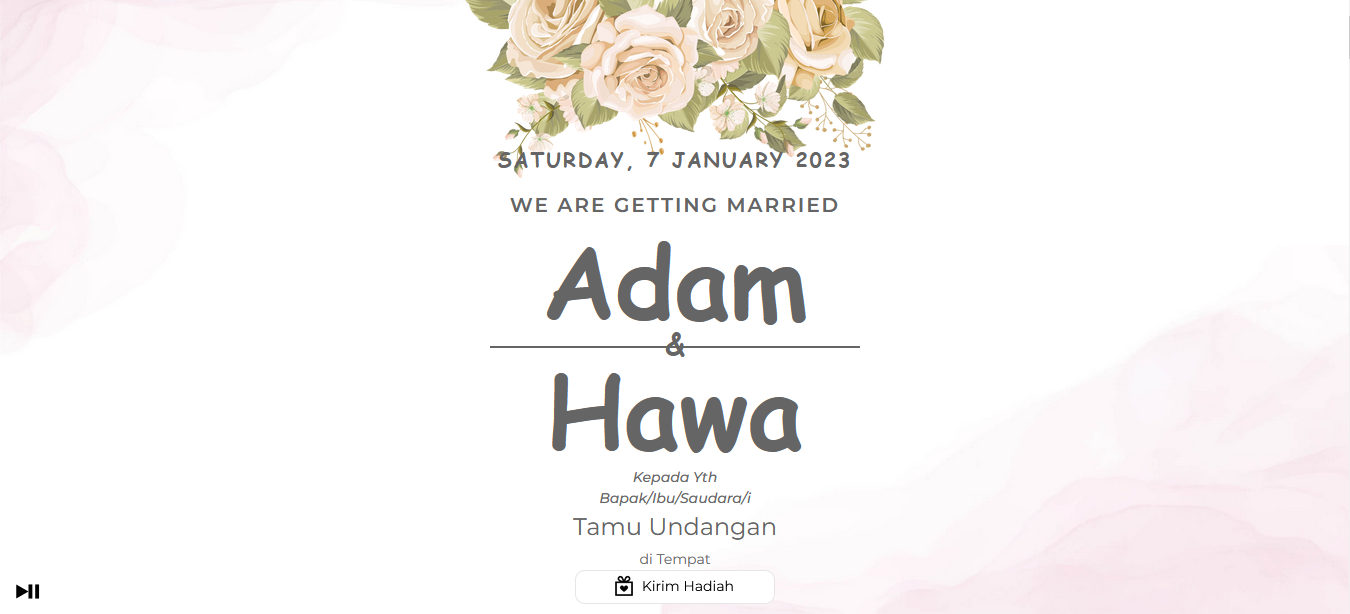 SATURDAY, 7 JANUARY 2023
WE ARE GETTING MARRIED
Adam
&
Hawa
Kepada Yth
Bapak/Ibu/Saudara/i
Tamu Undangan
di Tempat
Kirim Hadiah